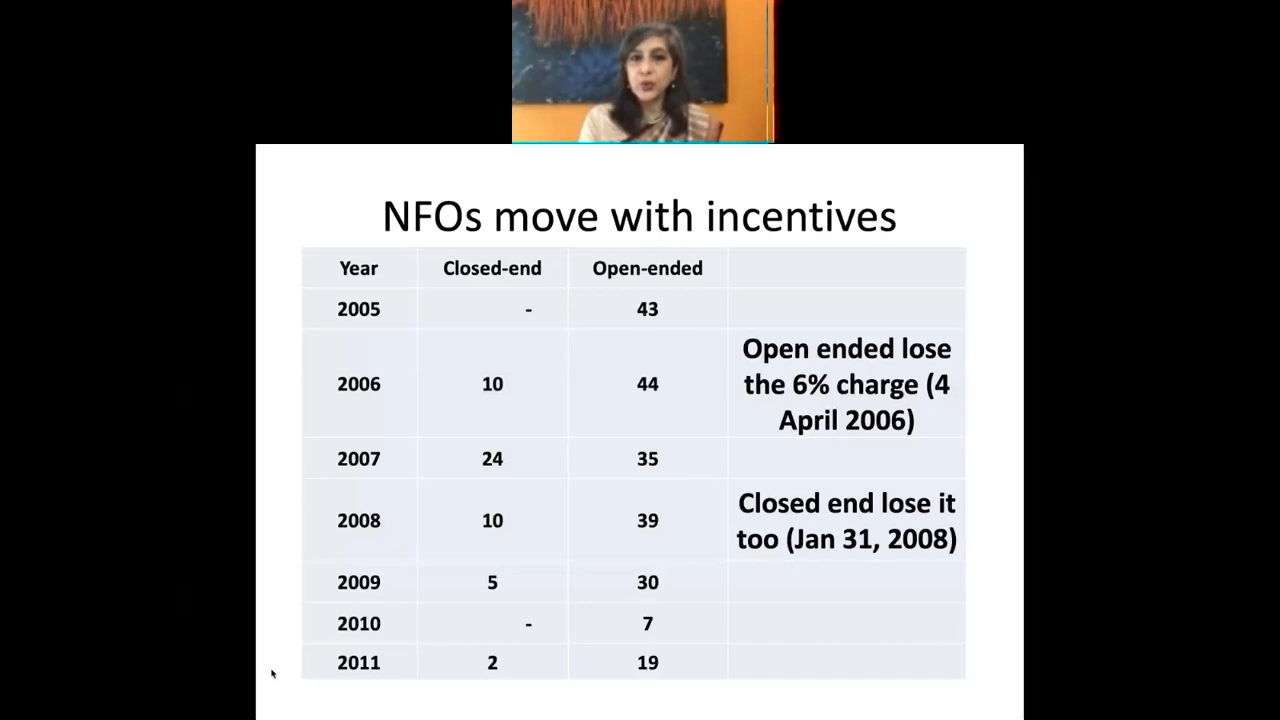 NFOs move with incentives
Year Closed-end Open-ended
2005 - 43
2006 10 44 Open ended lose
the 6% charge (4
April 2006)
2007 24 35
2008 10 39 Closed end lose it
too (Jan 31, 2008)
2009 5 30
2010 - 7
2011 2 19